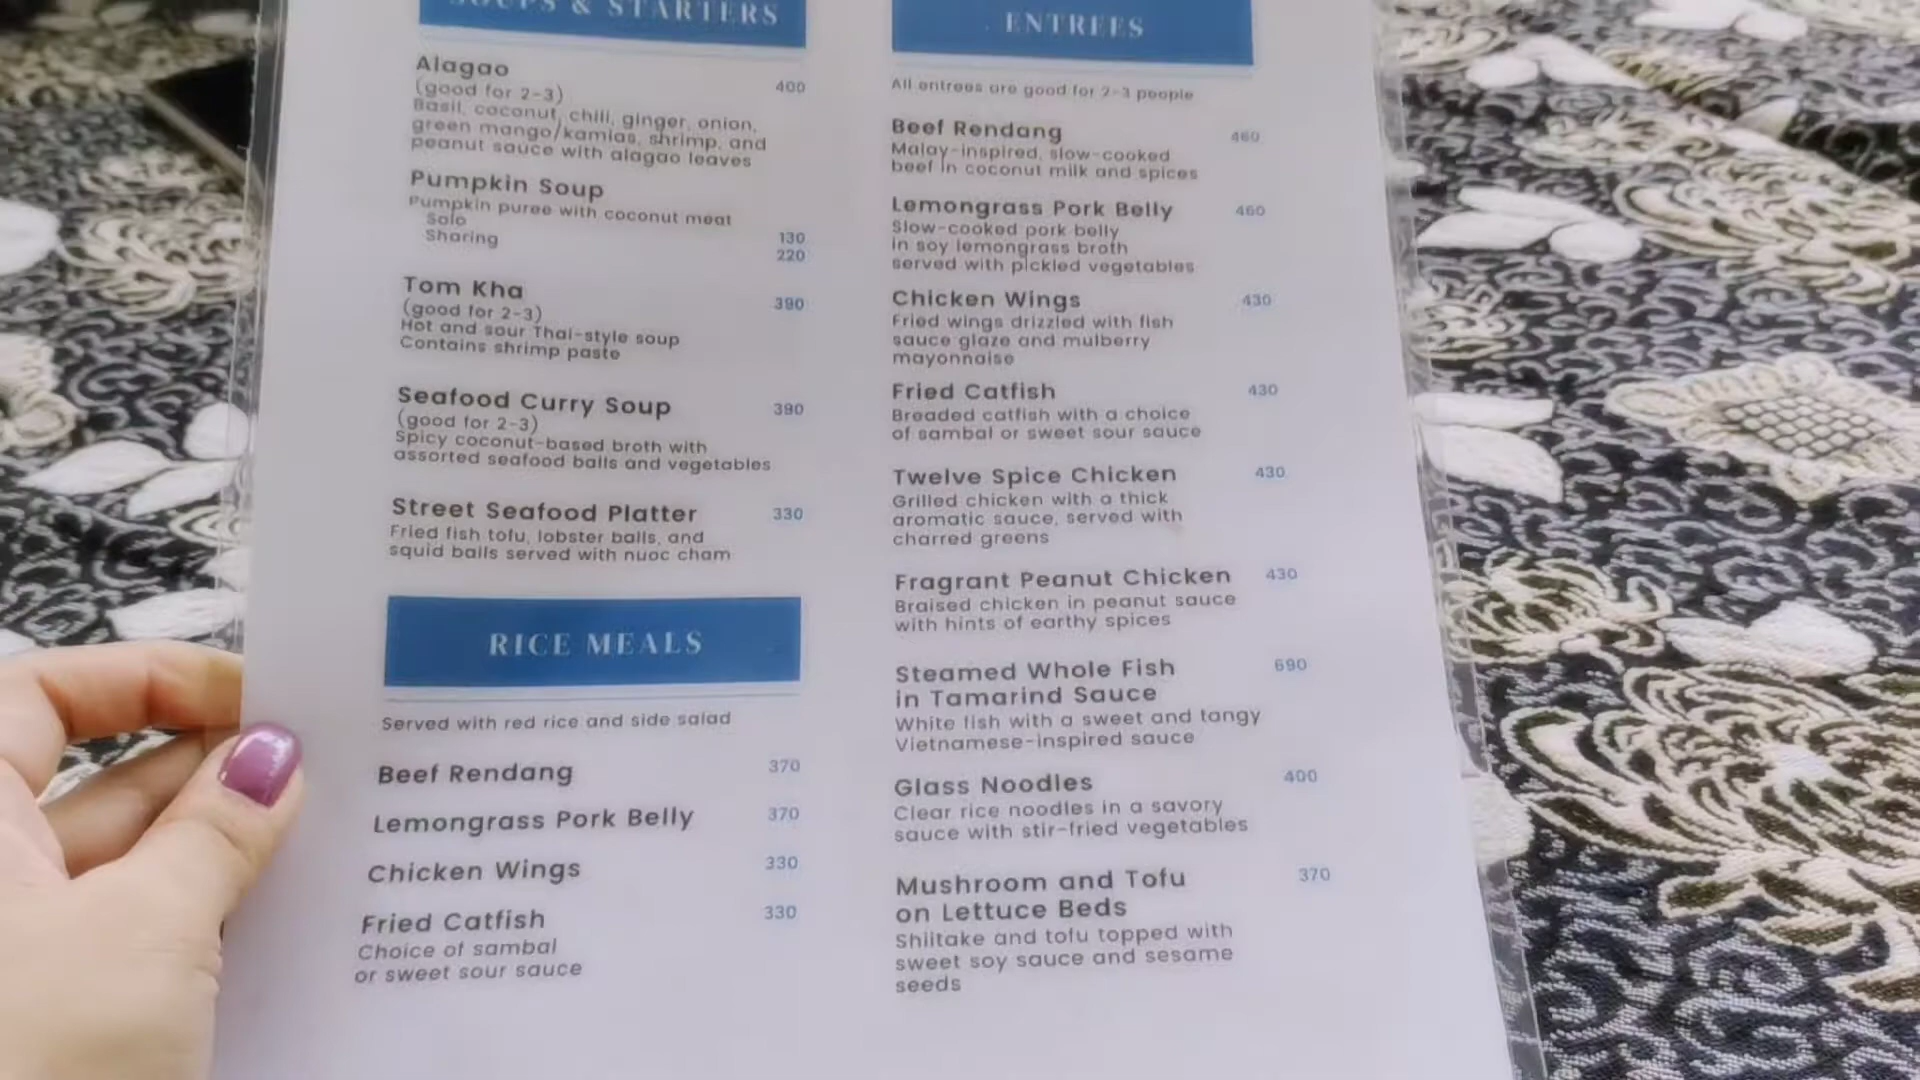 SOUPS & STARTERS
Alagao 400
(good for 2-3)
Basil, coconut, chili, ginger, onion,
green mango/kamias, shrimp, and
peanut sauce with alagao leaves
Pumpkin Soup
Pumpkin puree with coconut meat
Solo 130
Sharing 220
Tom Kha 390
(good for 2-3)
Hot and sour Thai-style soup
Contains shrimp paste
Seafood Curry Soup 390
(good for 2-3)
Spicy coconut-based broth with
assorted seafood balls and vegetables
Street Seafood Platter 330
Fried fish tofu, lobster balls, and
squid balls served with nuoc cham
RICE MEALS
Served with red rice and side salad
Beef Rendang 370
Lemongrass Pork Belly 370
Chicken Wings 330
Fried Catfish 330
Choice of sambal
or sweet sour sauce
ENTREES
All entrees are good for 2-3 people
Beef Rendang 460
Malay-inspired, slow-cooked
beef in coconut milk and spices
Lemongrass Pork Belly 460
Slow-cooked pork belly
in soy lemongrass broth
served with pickled vegetables
Chicken Wings 430
Fried wings drizzled with fish
sauce glaze and mulberry
mayonnaise
Fried Catfish 430
Breaded catfish with a choice
of sambal or sweet sour sauce
Twelve Spice Chicken 430
Grilled chicken with a thick
aromatic sauce, served with
charred greens
Fragrant Peanut Chicken 430
Braised chicken in peanut sauce
with hints of earthy spices
Steamed Whole Fish 690
in Tamarind Sauce
White fish with a sweet and tangy
Vietnamese-inspired sauce
Glass Noodles 400
Clear rice noodles in a savory
sauce with stir-fried vegetables
Mushroom and Tofu 370
on Lettuce Beds
Shiitake and tofu topped with
sweet soy sauce and sesame
seeds